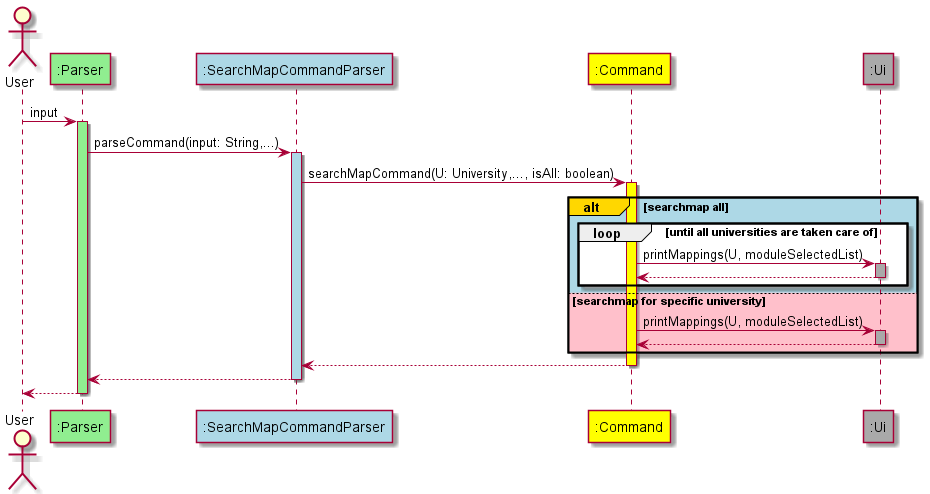 User
:Parser
:SearchMapCommandParser
:Command
:Ui
input
parseCommand(input: String,...)
searchMapCommand(U: University,..., isAll: boolean)
alt [searchmap all]
loop [until all universities are taken care of]
printMappings(U, moduleSelectedList)
[searchmap for specific university]
printMappings(U, moduleSelectedList)
User
:Parser
:SearchMapCommandParser
:Command
:Ui